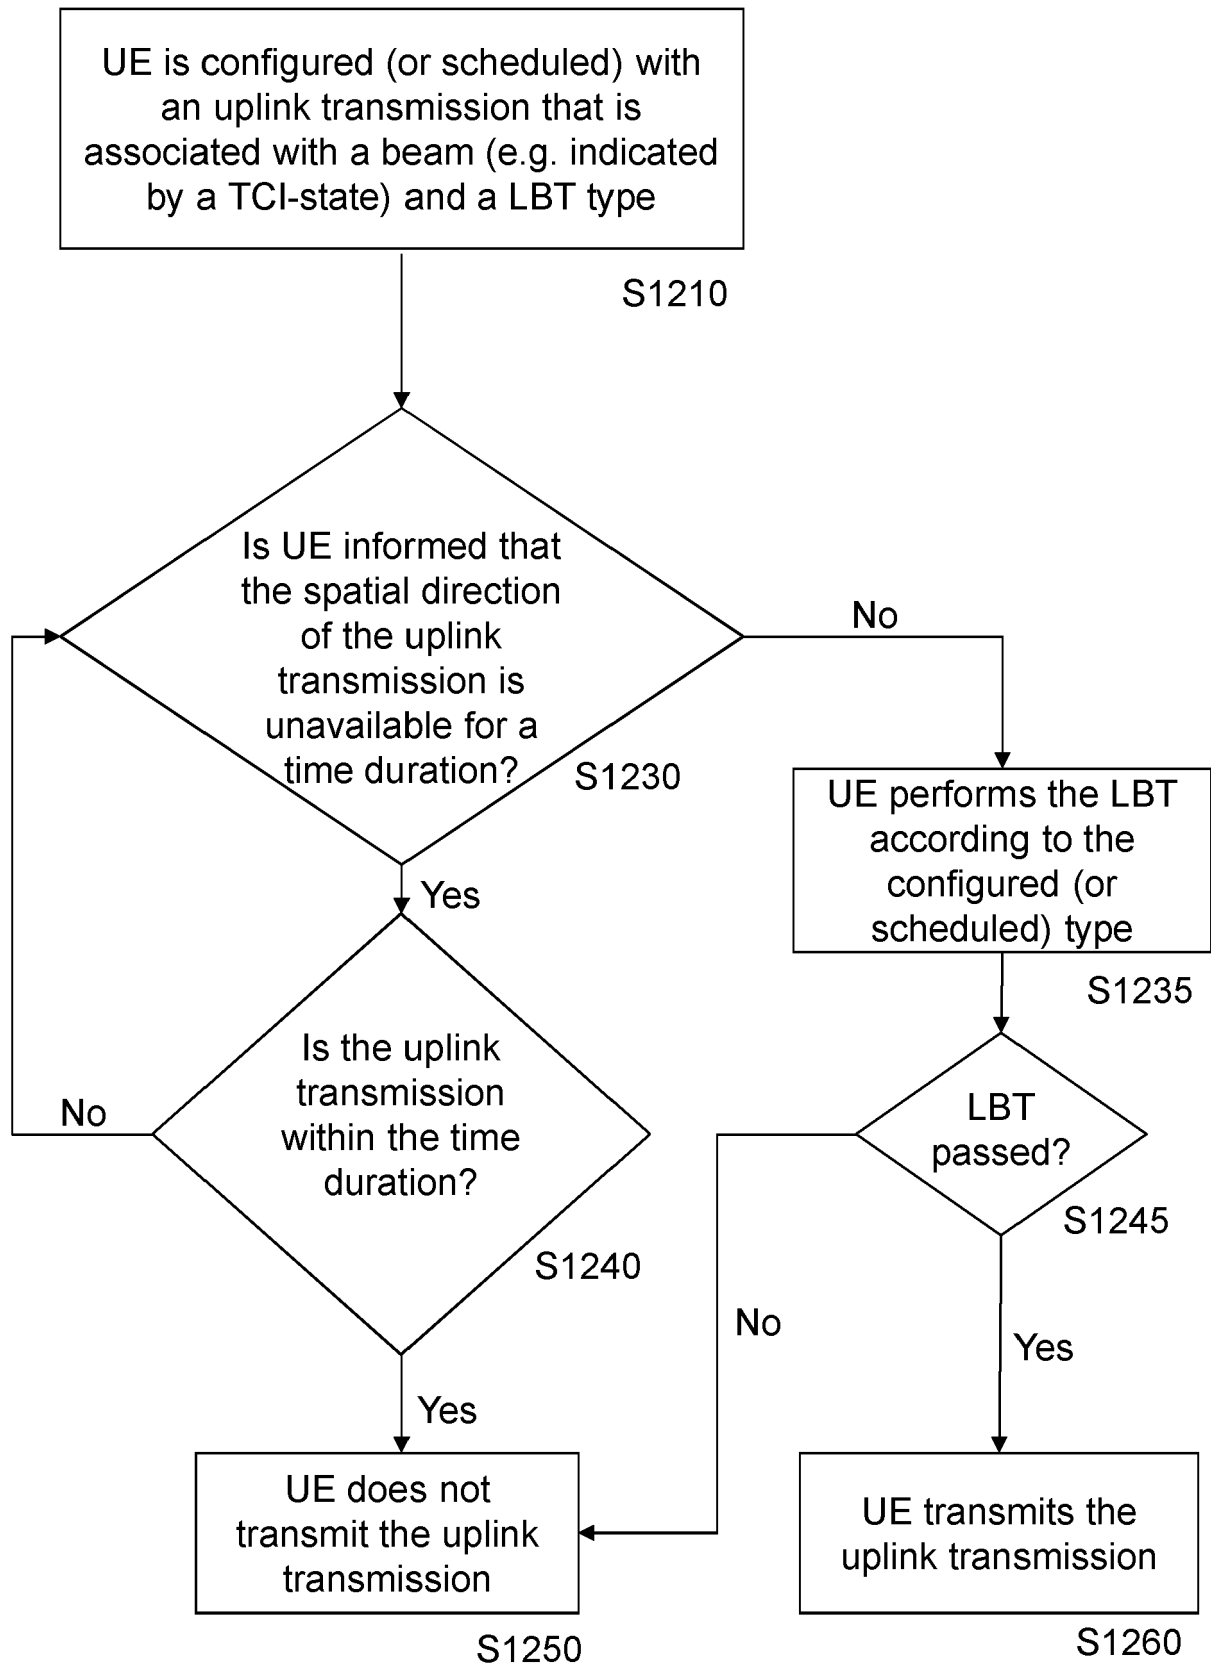 UE is configured (or scheduled) with
an uplink transmission that is
associated with a beam (e.g. indicated
by a TCI-state) and a LBT type
S1210
Is UE informed that
the spatial direction
of the uplink
transmission is
unavailable for a
time duration?
S1230
No
Yes
UE performs the LBT
according to the
configured (or
scheduled) type
S1235
Is the uplink
transmission
within the time
duration?
S1240
No
Yes
LBT
passed?
S1245
No
Yes
UE does not
transmit the uplink
transmission
S1250
UE transmits the
uplink transmission
S1260